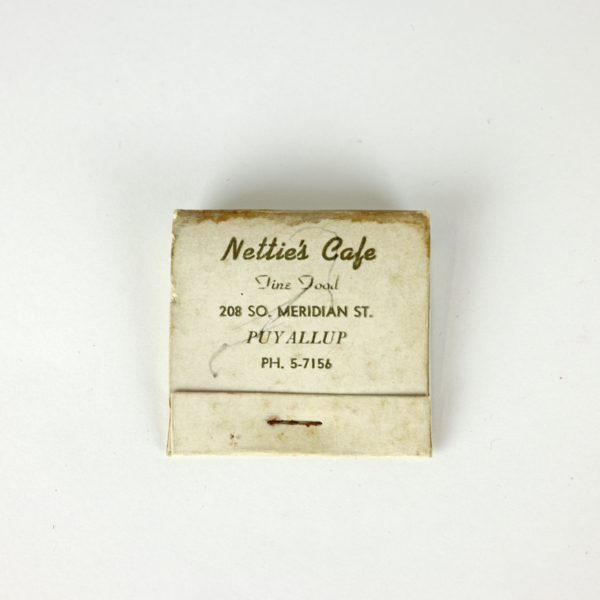 Nettie's Cafe
Fine Food
208 SO. MERIDIAN ST.
PUYALLUP
PH. 5-7156